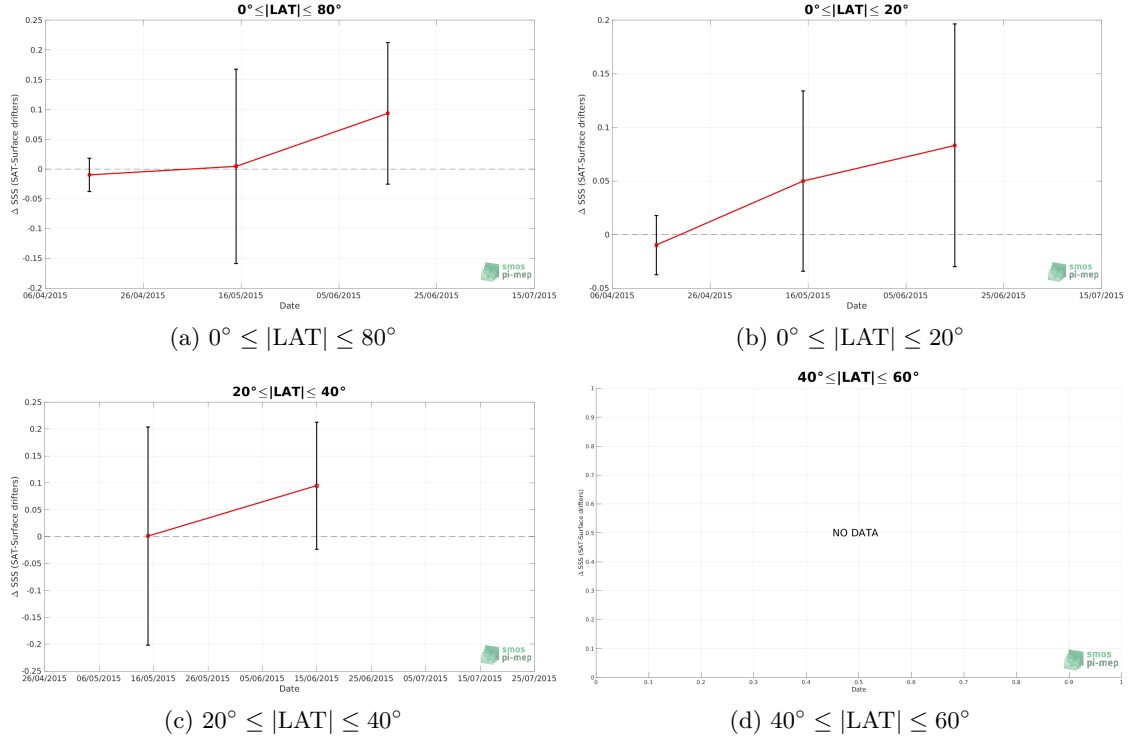 0°≤|LAT|≤ 80°
0.25
0.2
0.15
0.1
0.05
0
-0.05
-0.1
-0.15
-0.2
Δ SSS (SAT-Surface drifters)
06/04/2015 26/04/2015 16/05/2015 05/06/2015 25/06/2015 15/07/2015
Date
smos
pi-mep
(a) 0° ≤ |LAT| ≤ 80°
0°≤|LAT|≤ 20°
0.2
0.15
0.1
0.05
0
-0.05
Δ SSS (SAT-Surface drifters)
06/04/2015 26/04/2015 16/05/2015 05/06/2015 25/06/2015 15/07/2015
Date
smos
pi-mep
(b) 0° ≤ |LAT| ≤ 20°
20°≤|LAT|≤ 40°
0.25
0.2
0.15
0.1
0.05
0
-0.05
-0.1
-0.15
-0.2
-0.25
Δ SSS (SAT-Surface drifters)
26/04/2015 06/05/2015 16/05/2015 26/05/2015 05/06/2015 15/06/2015 25/06/2015 05/07/2015 15/07/2015 25/07/2015
Date
smos
pi-mep
(c) 20° ≤ |LAT| ≤ 40°
40°≤|LAT|≤ 60°
1
0.9
0.8
0.7
0.6
0.5
0.4
0.3
0.2
0.1
0
Δ SSS (SAT-Surface drifters)
NO DATA
0 0.1 0.2 0.3 0.4 0.5 0.6 0.7 0.8 0.9 1
Date
smos
pi-mep
(d) 40° ≤ |LAT| ≤ 60°